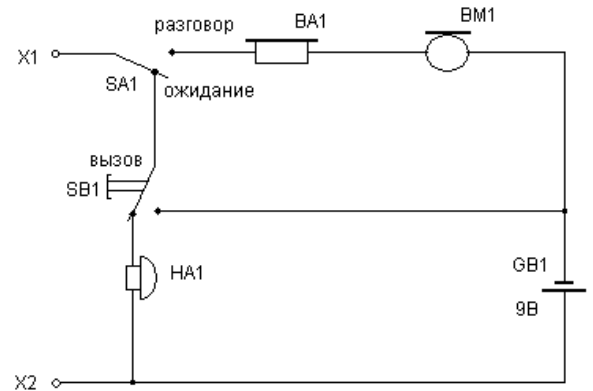 разговор
BA1
BM1
X1
SA1
ожидание
вызов
SB1
HA1
GB1
9В
X2